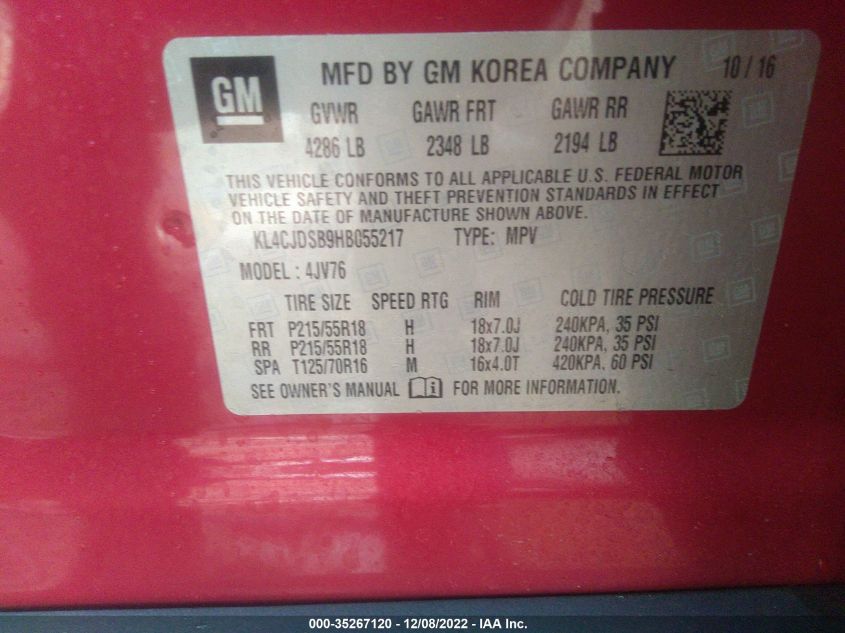 GM
MFD BY GM KOREA COMPANY 10/16
GVWR GAWR FRT GAWR RR
4286 LB 2348 LB 2194 LB
THIS VEHICLE CONFORMS TO ALL APPLICABLE U.S. FEDERAL MOTOR
VEHICLE SAFETY AND THEFT PREVENTION STANDARDS IN EFFECT
ON THE DATE OF MANUFACTURE SHOWN ABOVE.
KL4CJDSB9HB055217 TYPE: MPV
MODEL : 4JV76
TIRE SIZE SPEED RTG RIM COLD TIRE PRESSURE
FRT P215/55R18 H 18x7.0J 240KPA, 35 PSI
RR P215/55R18 H 18x7.0J 240KPA, 35 PSI
SPA T125/70R16 M 16x4.0T 420KPA, 60 PSI
SEE OWNER'S MANUAL i FOR MORE INFORMATION.
000-35267120 - 12/08/2022 - IAA Inc.